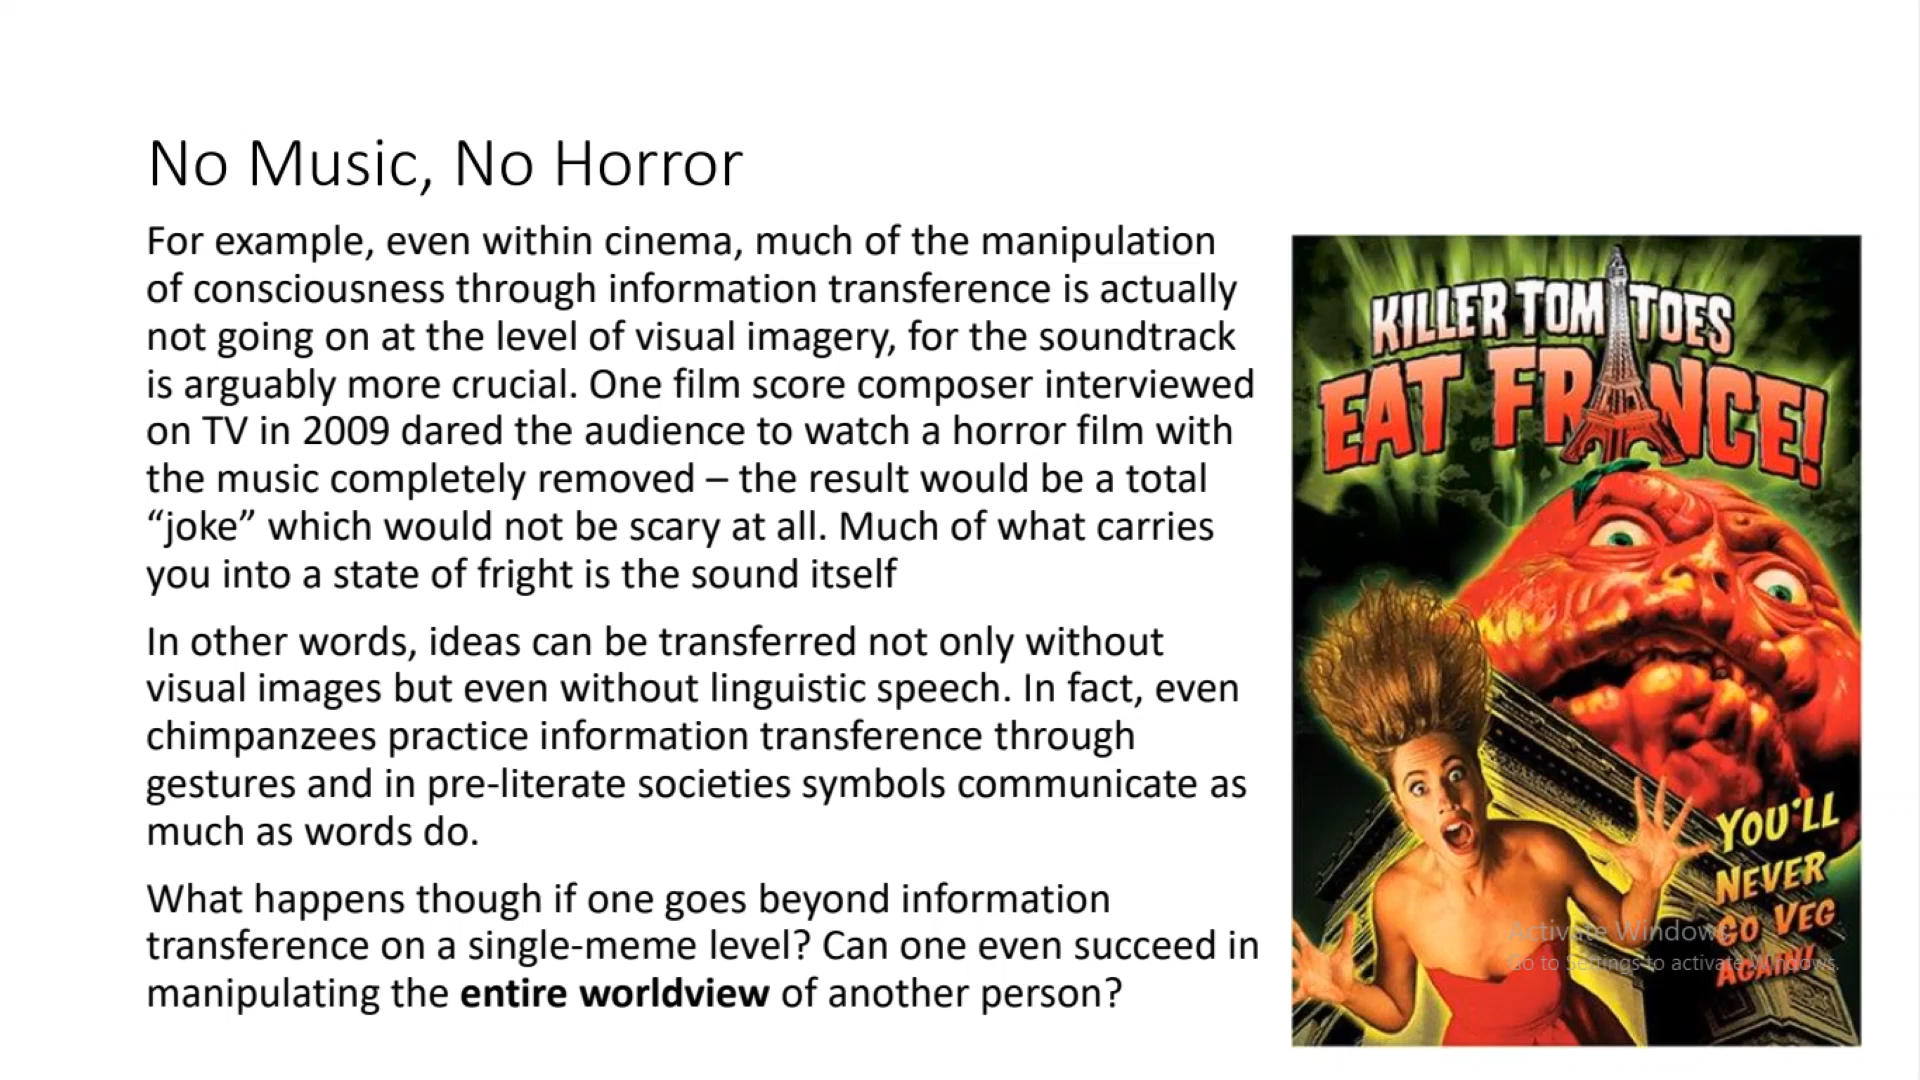 No Music, No Horror
For example, even within cinema, much of the manipulation
of consciousness through information transference is actually
not going on at the level of visual imagery, for the soundtrack
is arguably more crucial. One film score composer interviewed
on TV in 2009 dared the audience to watch a horror film with
the music completely removed – the result would be a total
“joke” which would not be scary at all. Much of what carries
you into a state of fright is the sound itself
In other words, ideas can be transferred not only without
visual images but even without linguistic speech. In fact, even
chimpanzees practice information transference through
gestures and in pre-literate societies symbols communicate as
much as words do.
What happens though if one goes beyond information
transference on a single-meme level? Can one even succeed in
manipulating the entire worldview of another person?
KILLER TOMATOES
EAT FRANCE!
YOU'LL
NEVER
GO VEG
AGAIN!
Activate Windows
Go to Settings to activate Windows.